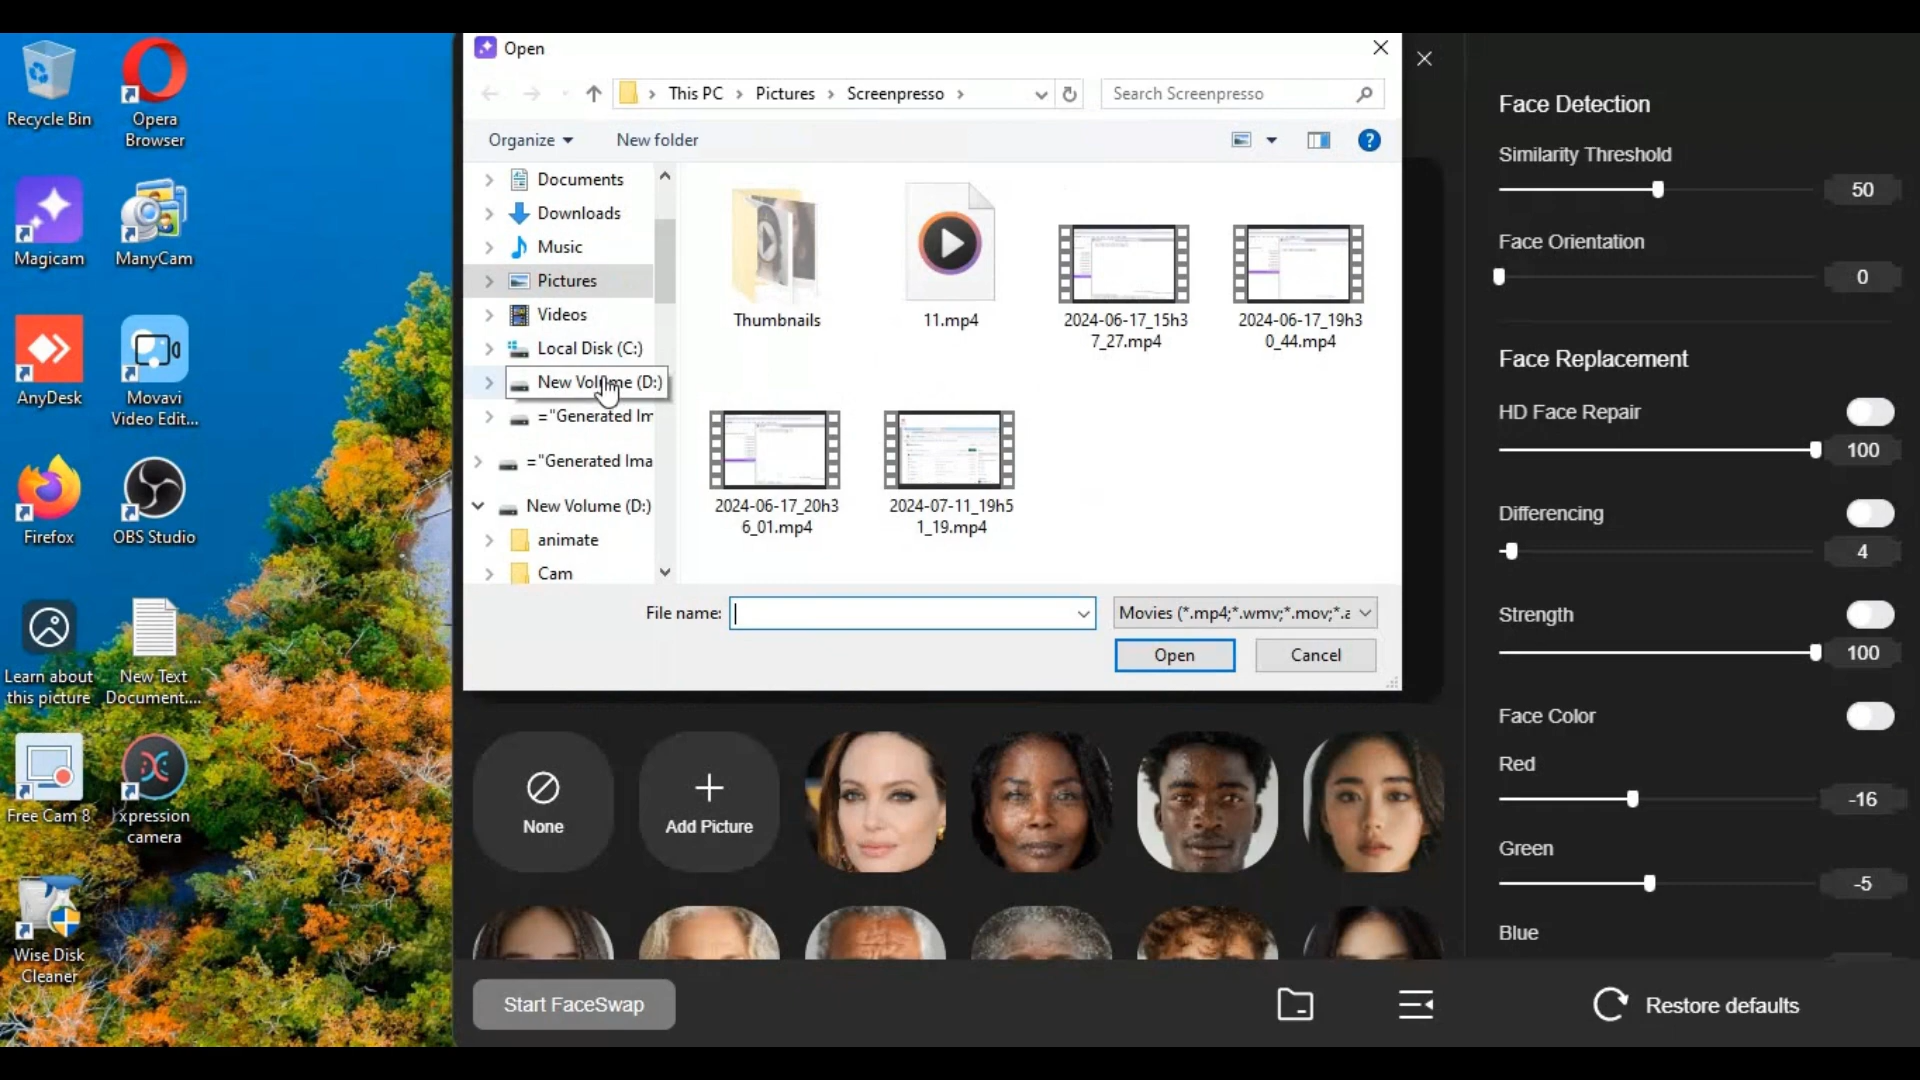 Recycle Bin
Opera
Browser
Magicam
ManyCam
AnyDesk
Movavi
Video Edit...
Firefox
OBS Studio
Learn about
this picture
New Text
Document....
Free Cam 8
Xpression
camera
Wise Disk
Cleaner
Open
This PC > Pictures > Screenpresso >
Search Screenpresso
Organize
New folder
Documents
Downloads
Music
Pictures
Videos
Local Disk (C:)
New Volume (D:)
="Generated Im
="Generated Ima
New Volume (D:)
animate
Cam
Thumbnails
11.mp4
2024-06-17_15h3
7_27.mp4
2024-06-17_19h3
0_44.mp4
2024-06-17_20h3
6_01.mp4
2024-07-11_19h5
1_19.mp4
File name:
Movies (*.mp4;*.wmv;*.mov;*.a
Open
Cancel
None
Add Picture
Start FaceSwap
Face Detection
Similarity Threshold
50
Face Orientation
0
Face Replacement
HD Face Repair
100
Differencing
4
Strength
100
Face Color
Red
-16
Green
-5
Blue
Restore defaults